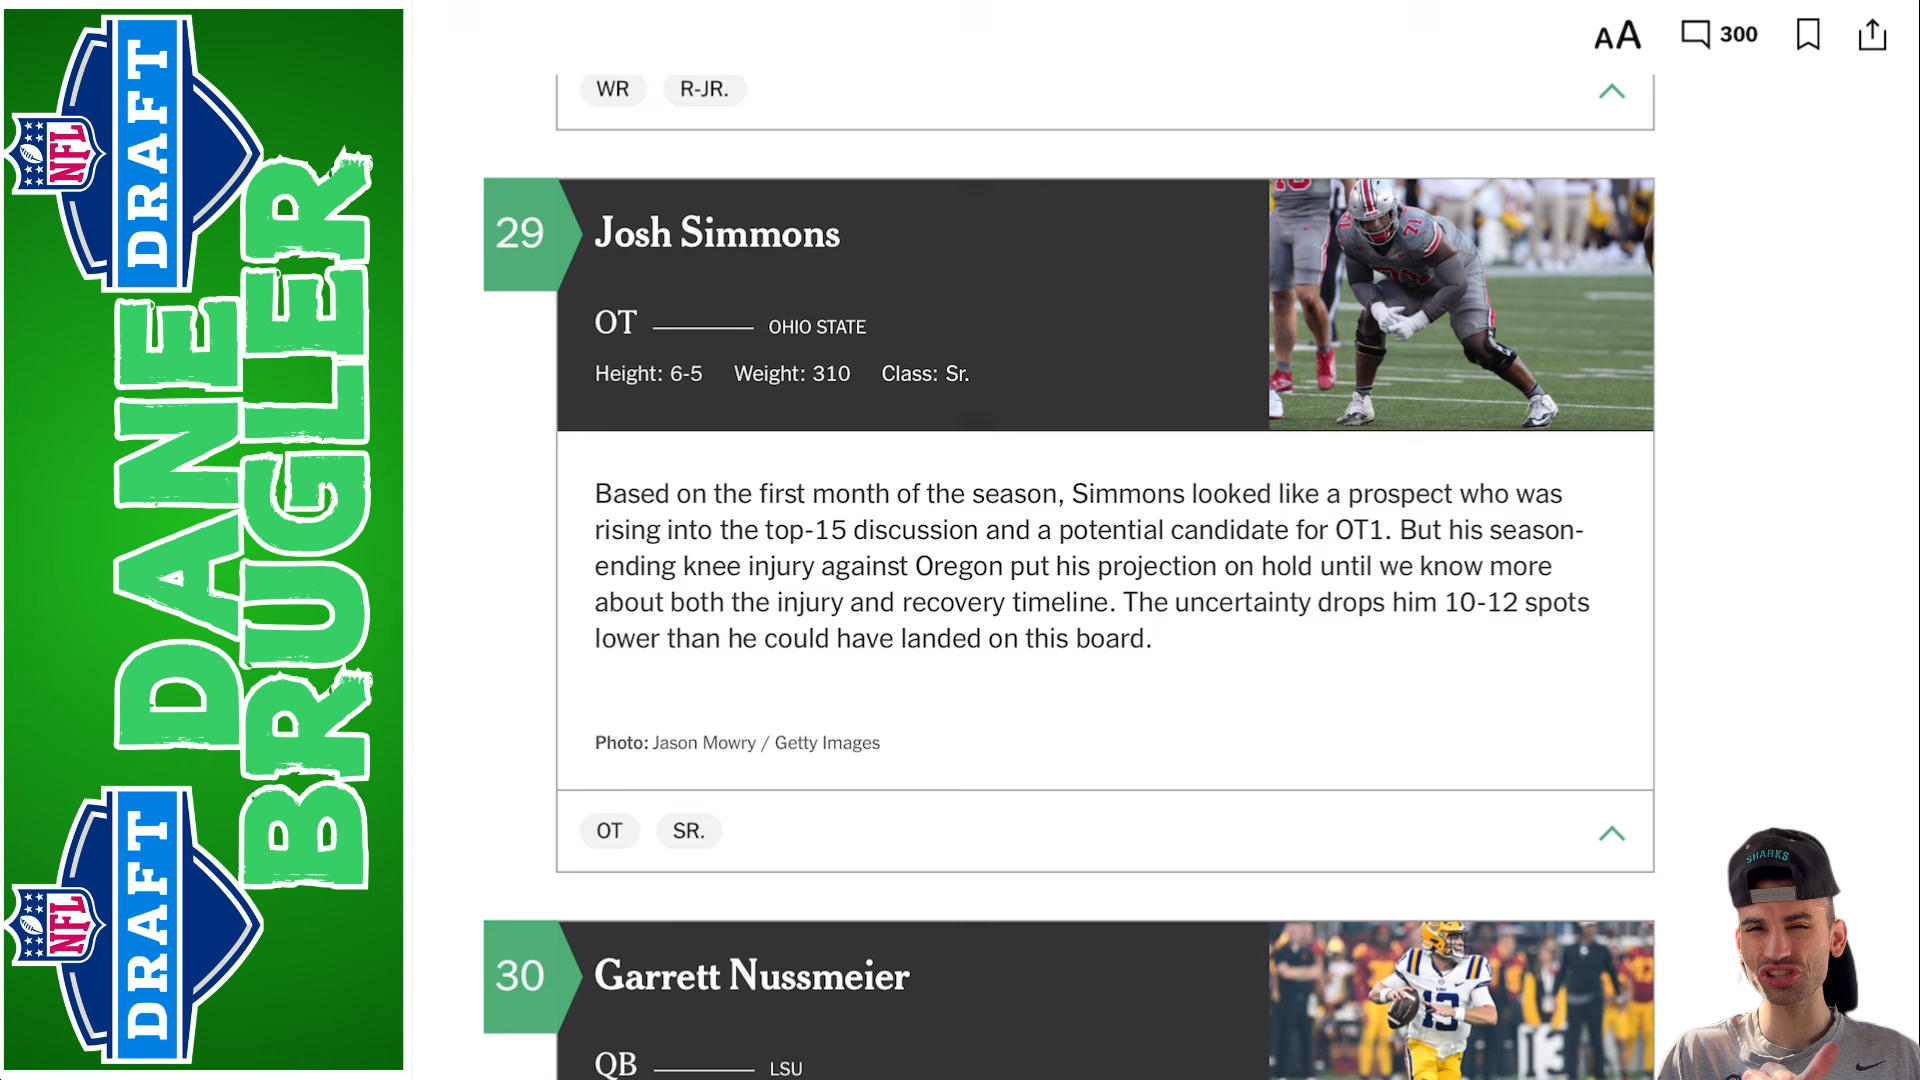 NFL
DRAFT
DANE
BRUGLER
NFL
DRAFT
AA
300
WR
R-JR.
29
Josh Simmons
OT
OHIO STATE
Height: 6-5
Weight: 310
Class: Sr.
71
Based on the first month of the season, Simmons looked like a prospect who was
rising into the top-15 discussion and a potential candidate for OT1. But his season-
ending knee injury against Oregon put his projection on hold until we know more
about both the injury and recovery timeline. The uncertainty drops him 10-12 spots
lower than he could have landed on this board.
Photo: Jason Mowry / Getty Images
OT
SR.
30
Garrett Nussmeier
QB
LSU
13
SHARKS